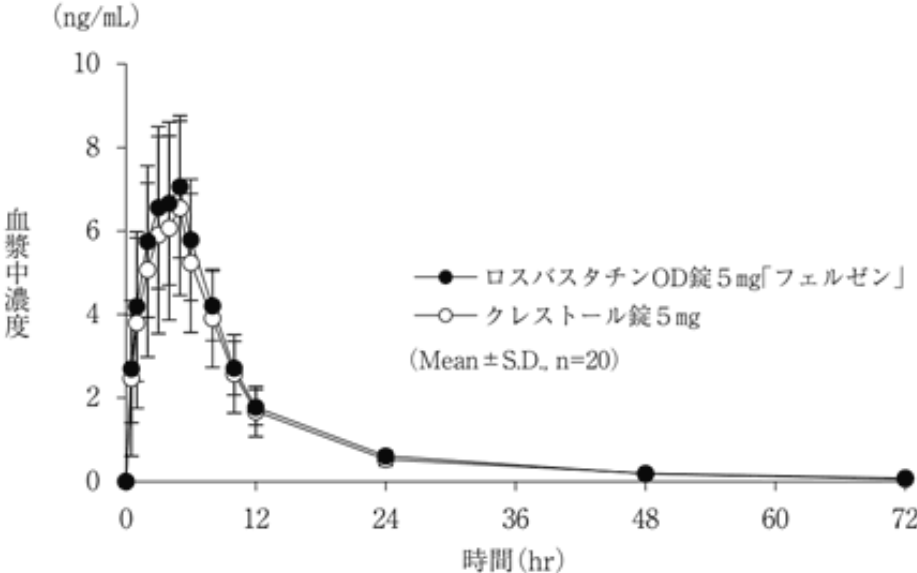 (ng/mL)
10
8
6
4
2
0
血漿中濃度
ロスバスタチンOD錠5mg「フェルゼン」
クレストール錠5mg
(Mean±S.D., n=20)
0 12 24 36 48 60 72
時間(hr)